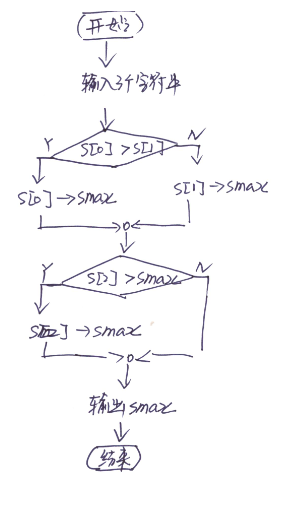 开始
输入3个字符串
S[0] >S[1]
Y
N
S[0]→smax
S[1]→smax
S[2] >smax
Y
N
S[2]→smax
输出smax
结束